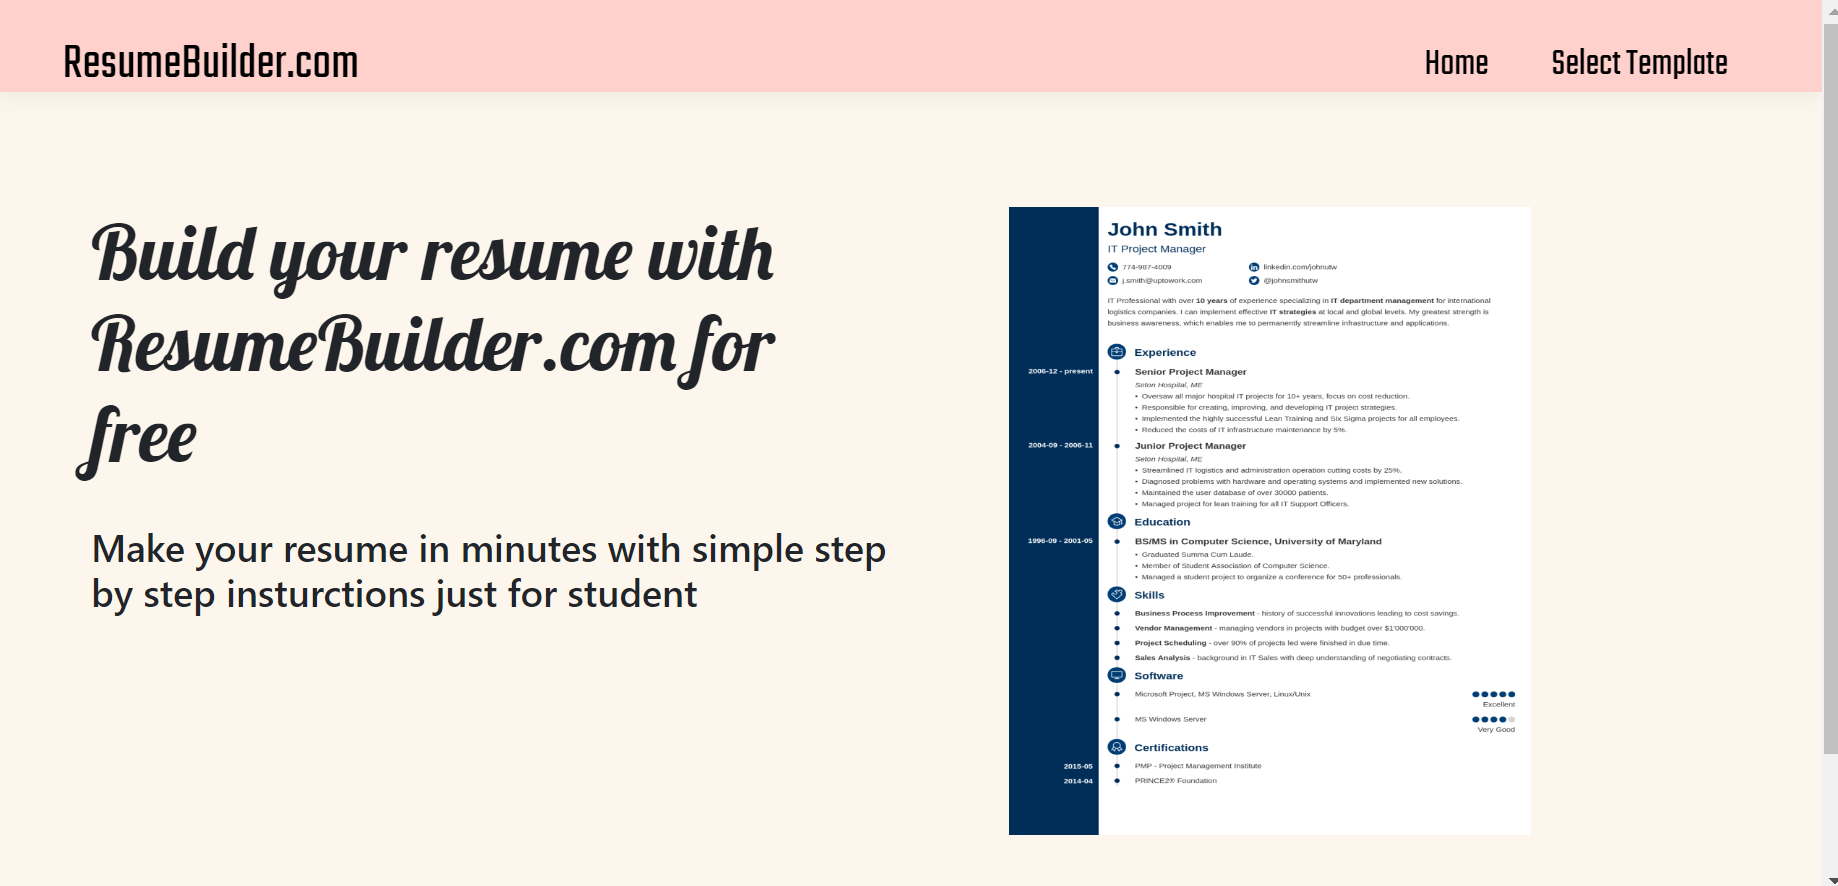 ResumeBuilder.com
Home
Select Template
Build your resume with
ResumeBuilder.com for
free
Make your resume in minutes with simple step
by step insturctions just for student
John Smith
IT Project Manager
774-987-4009
linkedin.com/johnutw
j.smith@uptowork.com
@johnsmithutw
IT Professional with over 10 years of experience specializing in IT department management for international
logistics companies. I can implement effective IT strategies at local and global levels. My greatest strength is
business awareness, which enables me to permanently streamline infrastructure and applications.
Experience
2006-12 - present
Senior Project Manager
Seton Hospital, ME
• Oversaw all major hospital IT projects for 10+ years, focus on cost reduction.
• Responsible for creating, improving, and developing IT project strategies.
• Implemented the highly successful Lean Training and Six Sigma projects for all employees.
• Reduced the costs of IT infrastructure maintenance by 5%.
2004-09 - 2006-11
Junior Project Manager
Seton Hospital, ME
• Streamlined IT logistics and administration operation cutting costs by 25%.
• Diagnosed problems with hardware and operating systems and implemented new solutions.
• Maintained the user database of over 30000 patients.
• Managed project for lean training for all IT Support Officers.
Education
1996-09 - 2001-05
BS/MS in Computer Science, University of Maryland
• Graduated Summa Cum Laude.
• Member of Student Association of Computer Science.
• Managed a student project to organize a conference for 50+ professionals.
Skills
Business Process Improvement - history of successful innovations leading to cost savings.
Vendor Management - managing vendors in projects with budget over $1'000'000.
Project Scheduling - over 90% of projects led were finished in due time.
Sales Analysis - background in IT Sales with deep understanding of negotiating contracts.
Software
Microsoft Project, MS Windows Server, Linux/Unix
Excellent
MS Windows Server
Very Good
Certifications
2015-05
PMP - Project Management Institute
2014-04
PRINCE2® Foundation